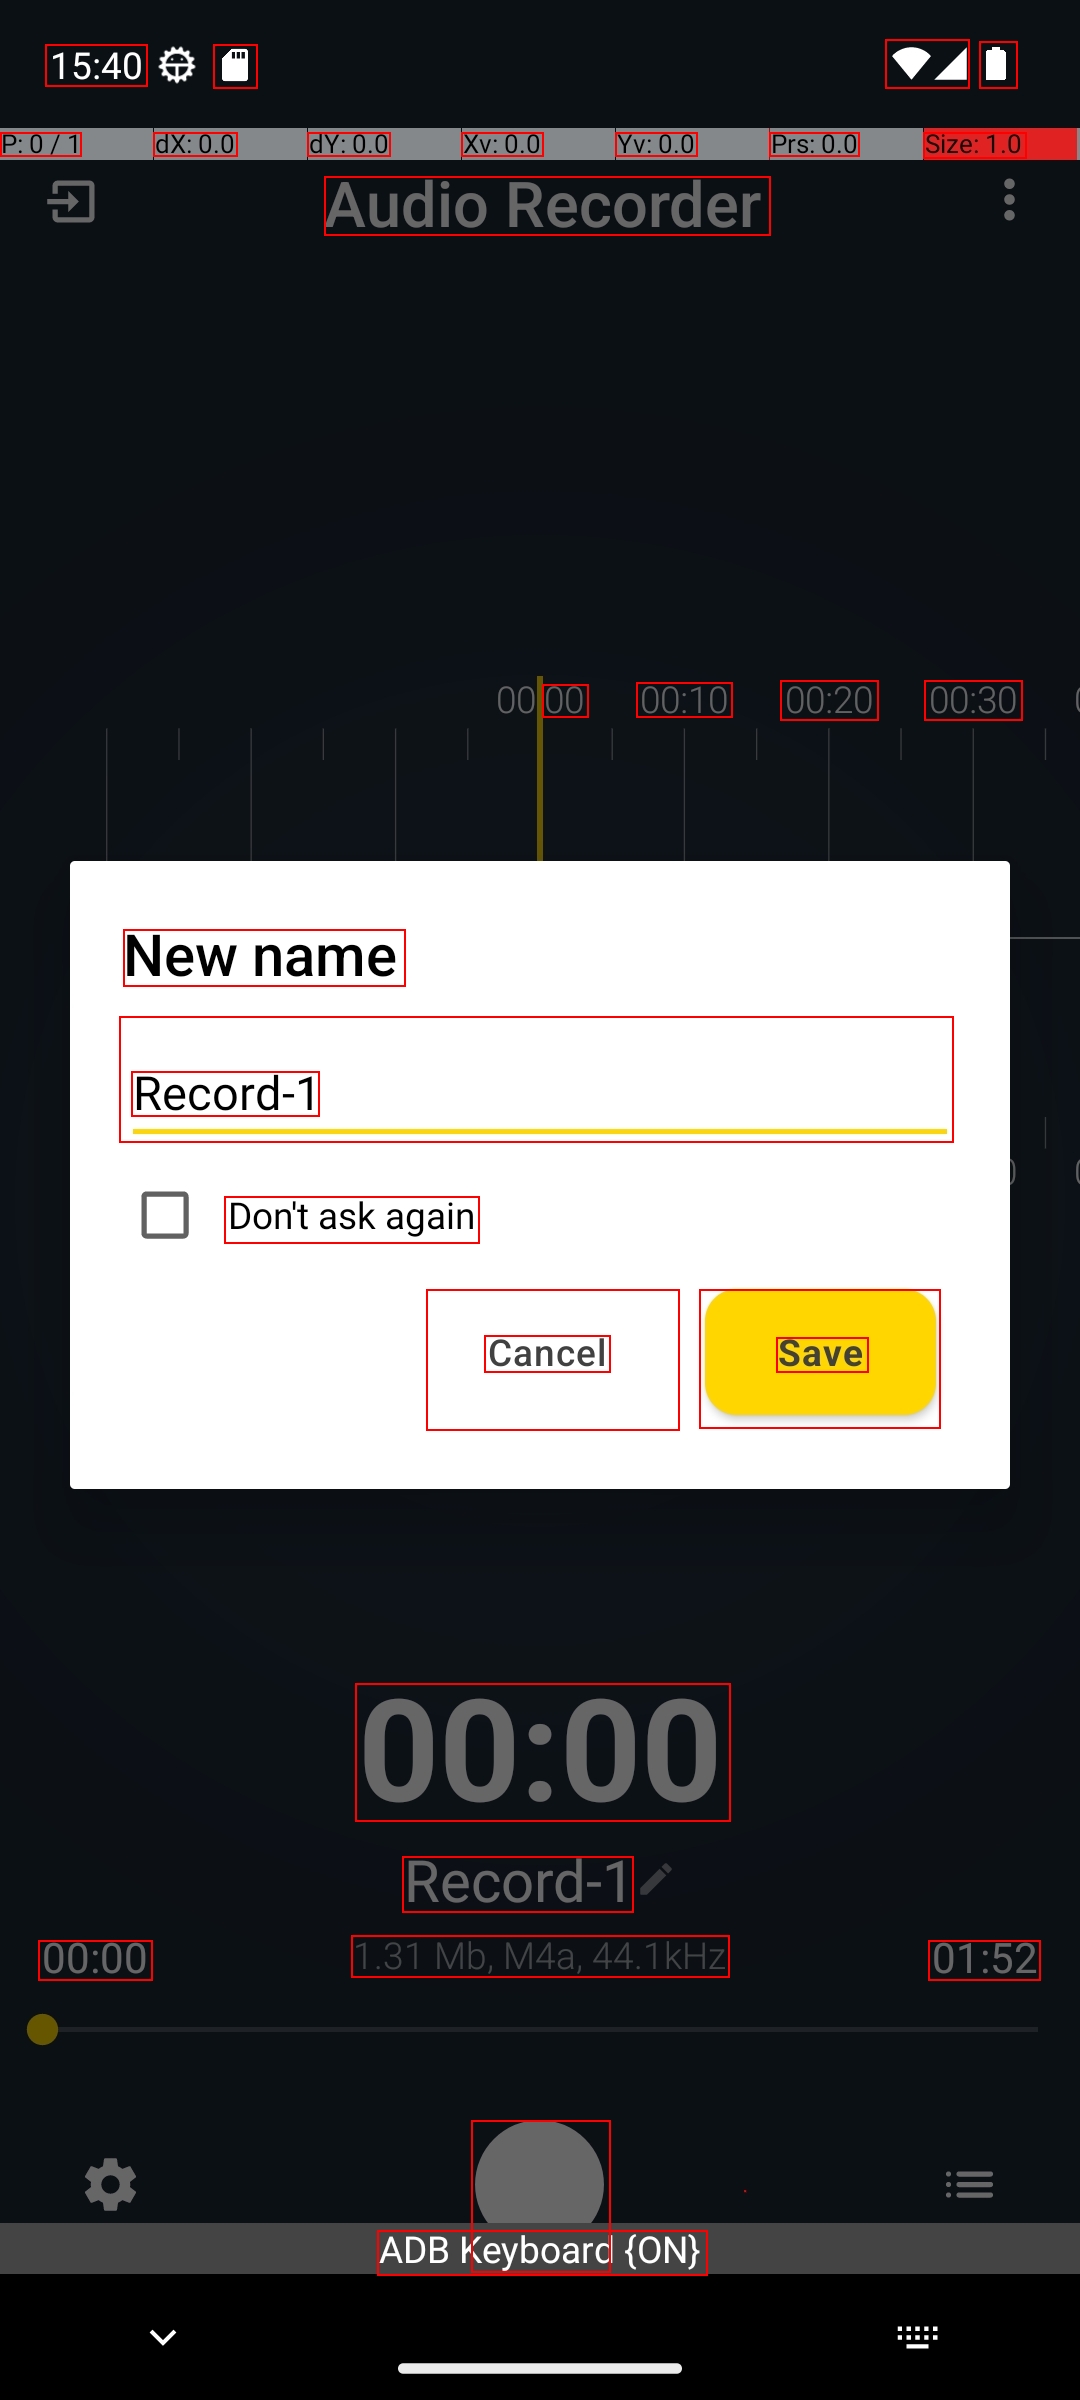 15:40
P: 0 / 1 dX: 0.0 dY: 0.0 Xv: 0.0 Yv: 0.0 Prs: 0.0 Size: 1.0
Audio Recorder
00:00 00:10 00:20 00:30
New name
Record-1
Don't ask again
Cancel Save
00:00
Record-1
00:00 1.31 Mb, M4a, 44.1kHz 01:52
ADB Keyboard {ON}